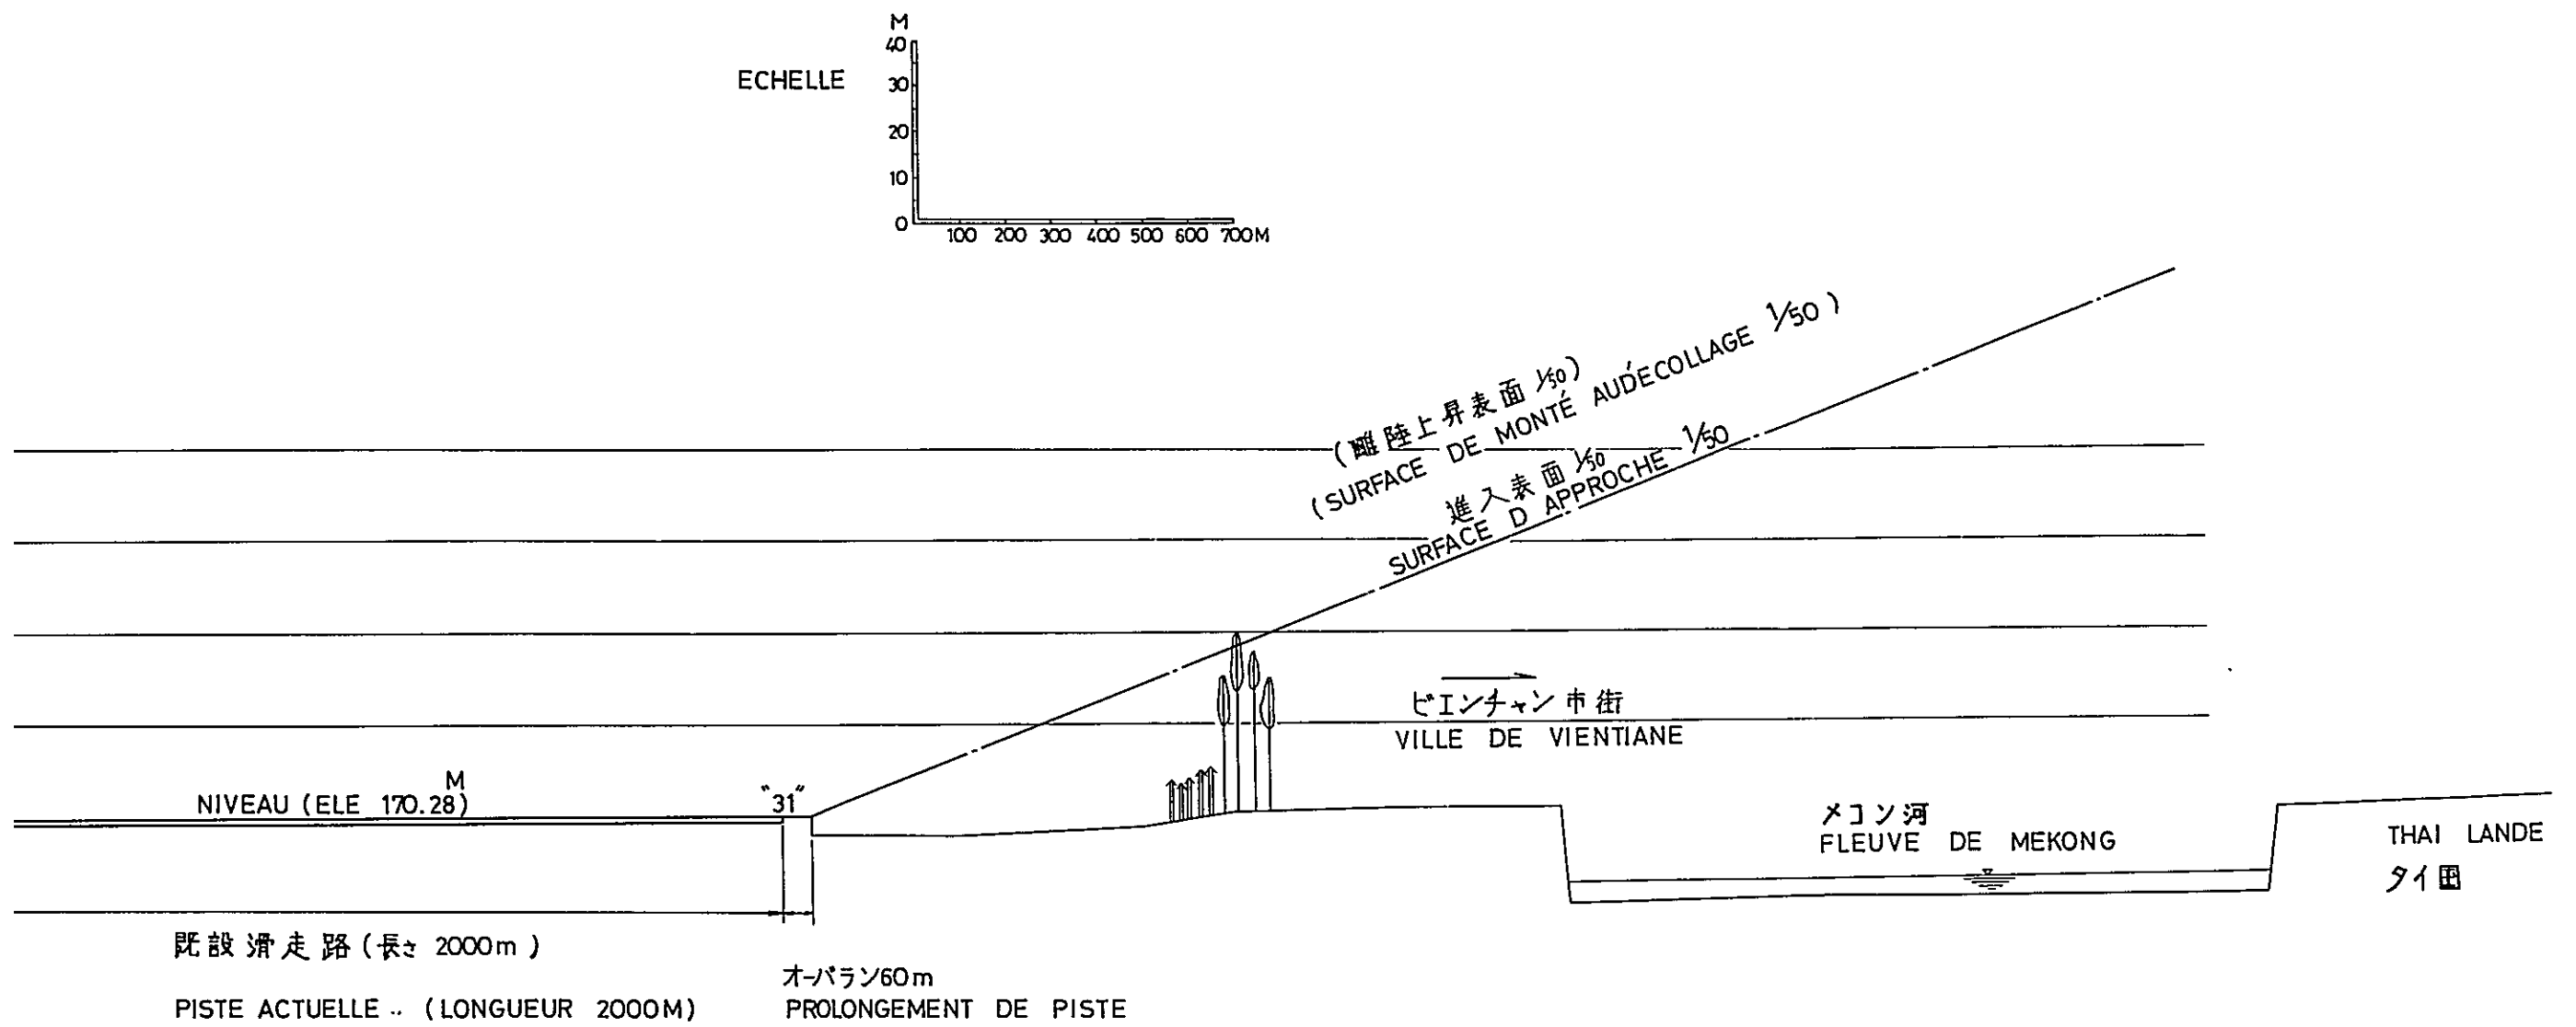 M
40
ECHELLE
30
20
10
0
100 200 300 400 500 600 700M
(離陸上昇表面 1/50)
(SURFACE DE MONTÉ AUDÉCOLLAGE 1/50)
進入表面 1/50
SURFACE D APPROCHE 1/50
ビエンチャン市街
VILLE DE VIENTIANE
M
NIVEAU (ELE 170.28)
"31"
メコン河
FLEUVE DE MEKONG
THAI LANDE
タイ国
既設滑走路(長さ 2000m)
オーバラン60m
PISTE ACTUELLE .. (LONGUEUR 2000M)
PROLONGEMENT DE PISTE